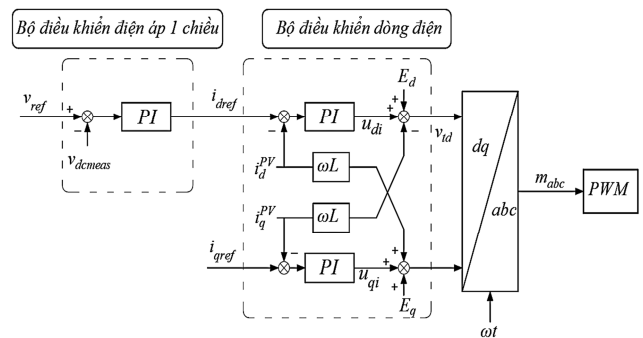 Bộ điều khiển điện áp 1 chiều
Bộ điều khiển dòng điện
v_ref
+
−
PI
v_dcmeas
i_dref
−
PI
u_di
+
+
E_d
−
v_td
i_d^PV
ωL
i_q^PV
ωL
i_qref
−
PI
u_qi
+
+
+
E_q
dq
abc
ωt
m_abc
PWM